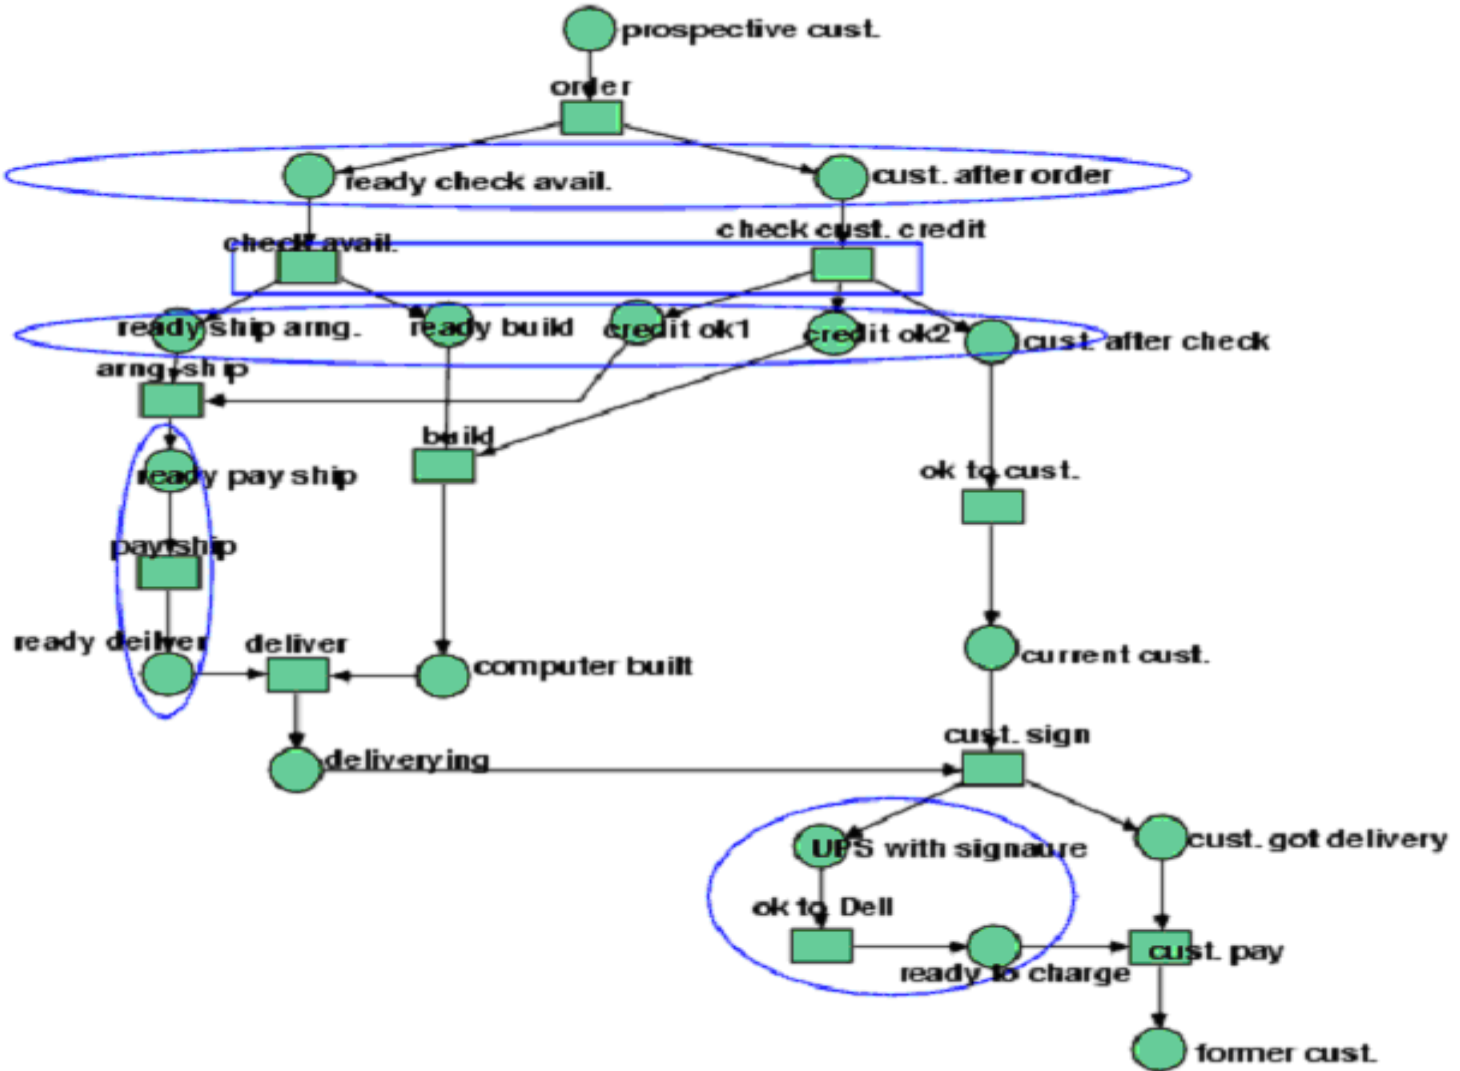 prospective cust.
order
ready check avail.
cust. after order
check avail.
check cust. credit
ready ship arng.
ready build
credit ok1
credit ok2
cust. after check
arng. ship
build
ready pay ship
ok to cust.
pay ship
ready deilver
deliver
computer built
current cust.
cust. sign
deliverying
UPS with signaure
cust. got delivery
ok to Dell
cust. pay
ready to charge
former cust.